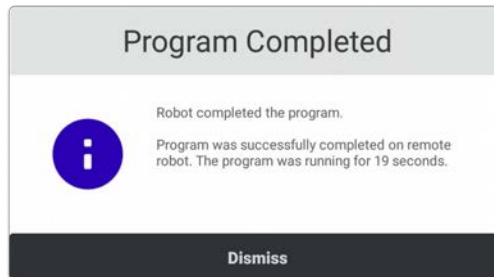 Program Completed
Robot completed the program.
Program was successfully completed on remote
robot. The program was running for 19 seconds.
Dismiss